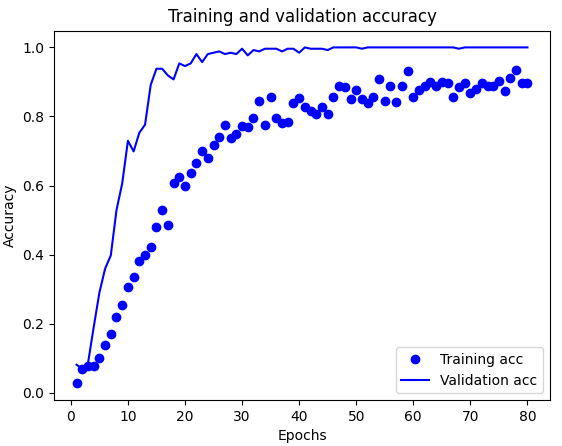 Training and validation accuracy
1.0
0.8
0.6
0.4
0.2
0.0
Accuracy
0 10 20 30 40 50 60 70 80
Epochs
Training acc
Validation acc